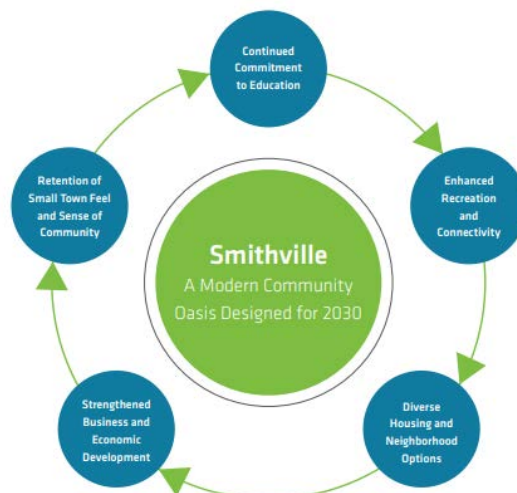 Continued
Commitment
to Education
Enhanced
Recreation
and
Connectivity
Diverse
Housing and
Neighborhood
Options
Strengthened
Business and
Economic
Development
Retention of
Small Town Feel
and Sense of
Community
Smithville
A Modern Community
Oasis Designed for 2030